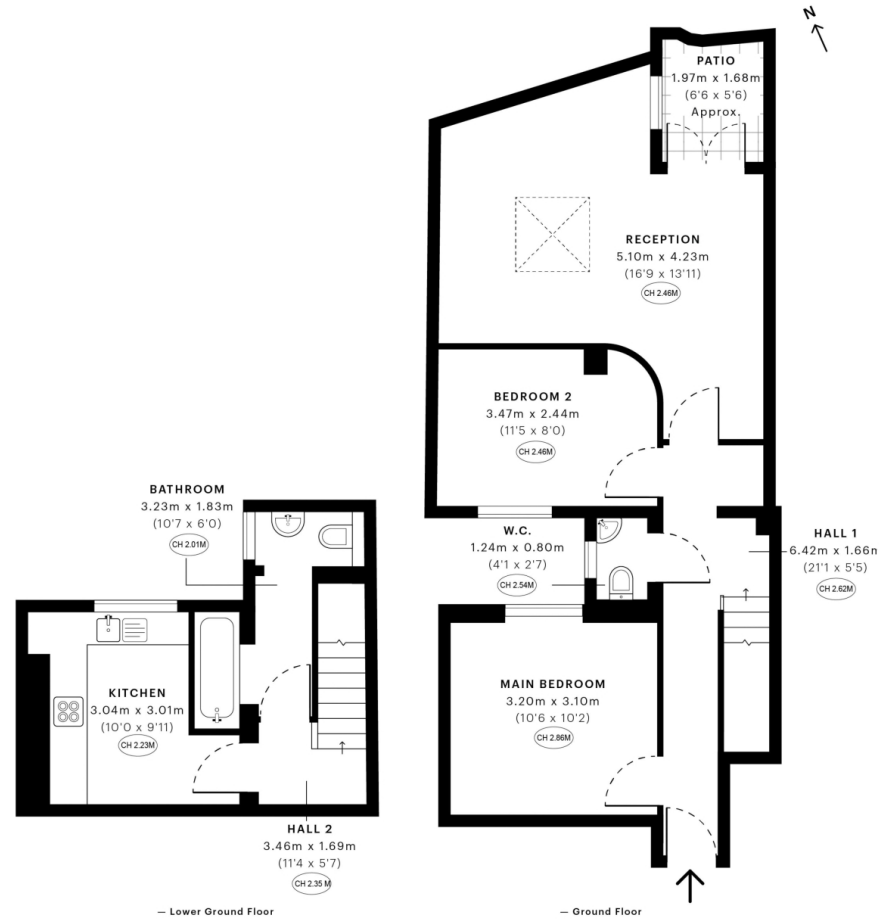 N
PATIO
1.97m x 1.68m
(6'6 x 5'6)
Approx.
RECEPTION
5.10m x 4.23m
(16'9 x 13'11)
CH 2.46M
BEDROOM 2
3.47m x 2.44m
(11'5 x 8'0)
CH 2.46M
BATHROOM
3.23m x 1.83m
(10'7 x 6'0)
CH 2.01M
W.C.
1.24m x 0.80m
(4'1 x 2'7)
CH 2.54M
HALL 1
6.42m x 1.66m
(21'1 x 5'5)
CH 2.62M
KITCHEN
3.04m x 3.01m
(10'0 x 9'11)
CH 2.23M
MAIN BEDROOM
3.20m x 3.10m
(10'6 x 10'2)
CH 2.86M
HALL 2
3.46m x 1.69m
(11'4 x 5'7)
CH 2.35 M
— Lower Ground Floor
— Ground Floor